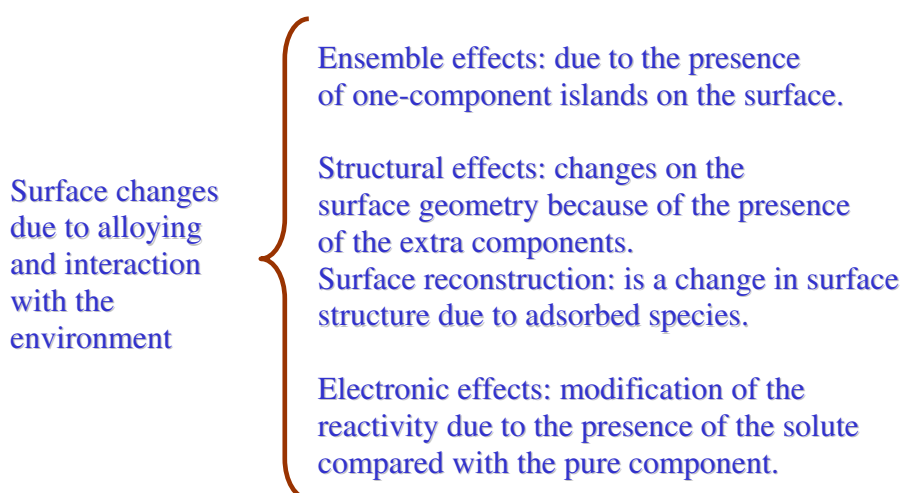 Surface changes
due to alloying
and interaction
with the
environment
Ensemble effects: due to the presence
of one-component islands on the surface.
Structural effects: changes on the
surface geometry because of the presence
of the extra components.
Surface reconstruction: is a change in surface
structure due to adsorbed species.
Electronic effects: modification of the
reactivity due to the presence of the solute
compared with the pure component.